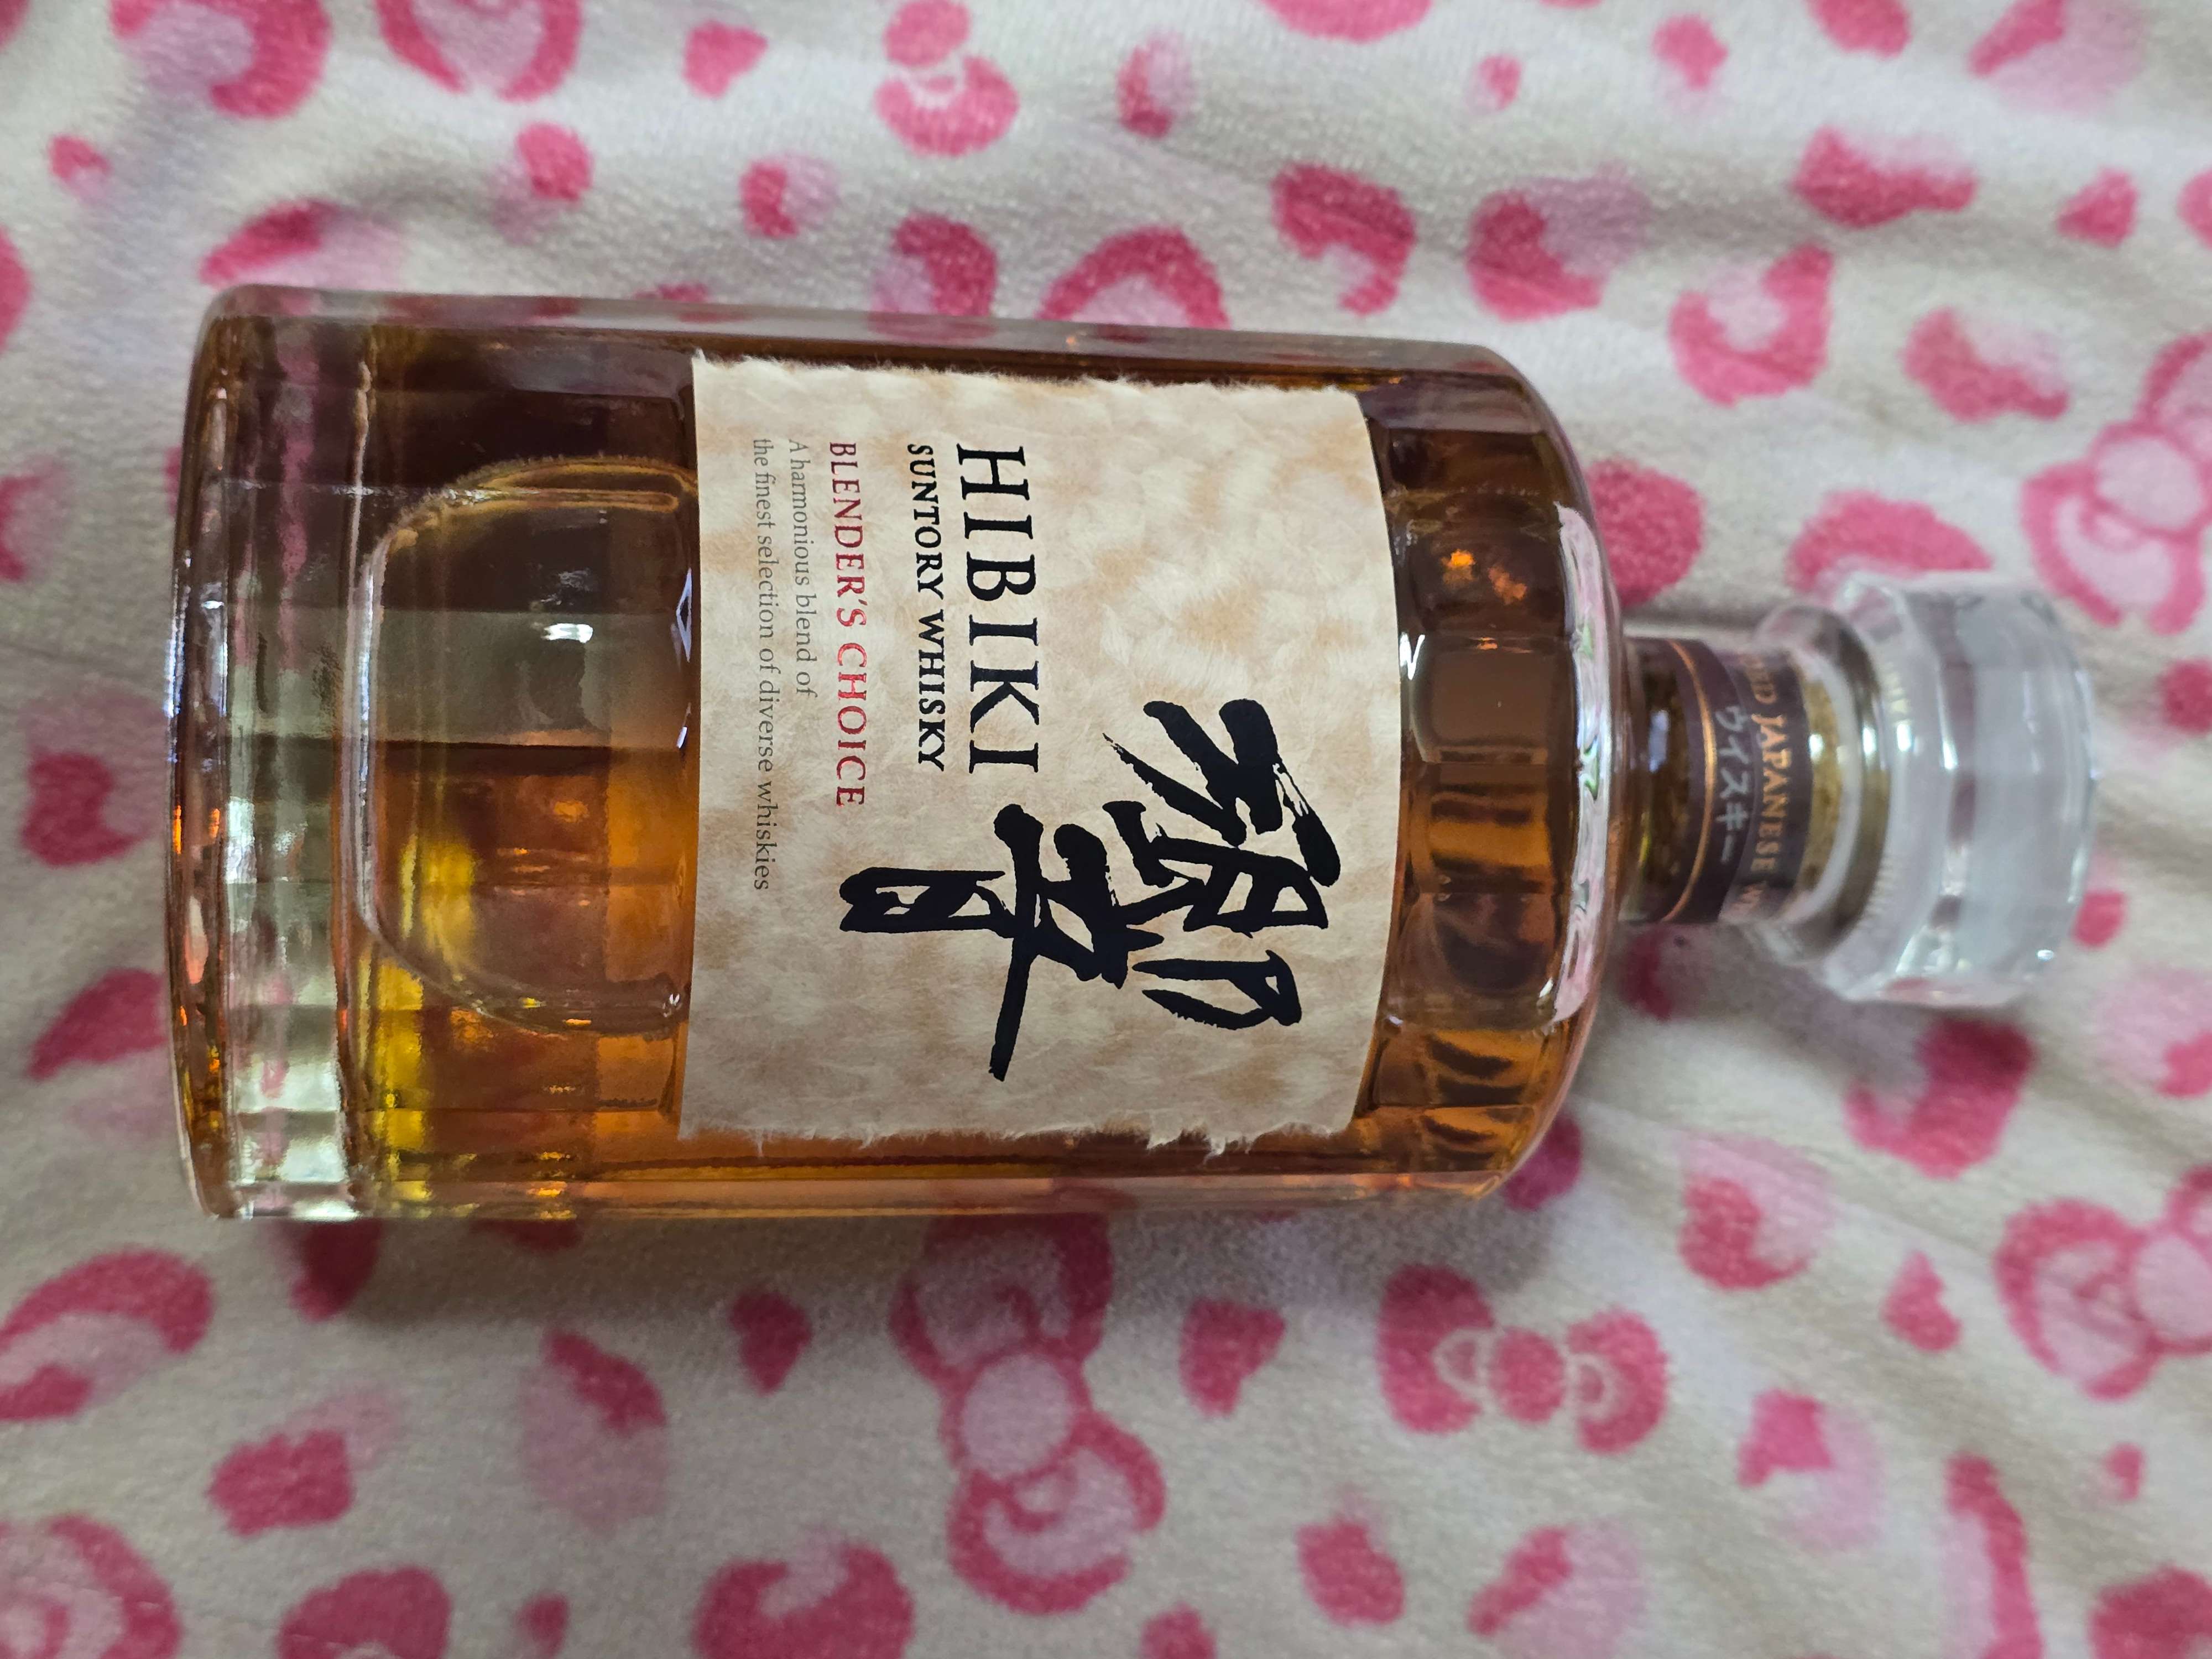 JAPANESE
ウイスキー
響
HIBIKI
SUNTORY WHISKY
BLENDER'S CHOICE
A harmonious blend of
the finest selection of diverse whiskies